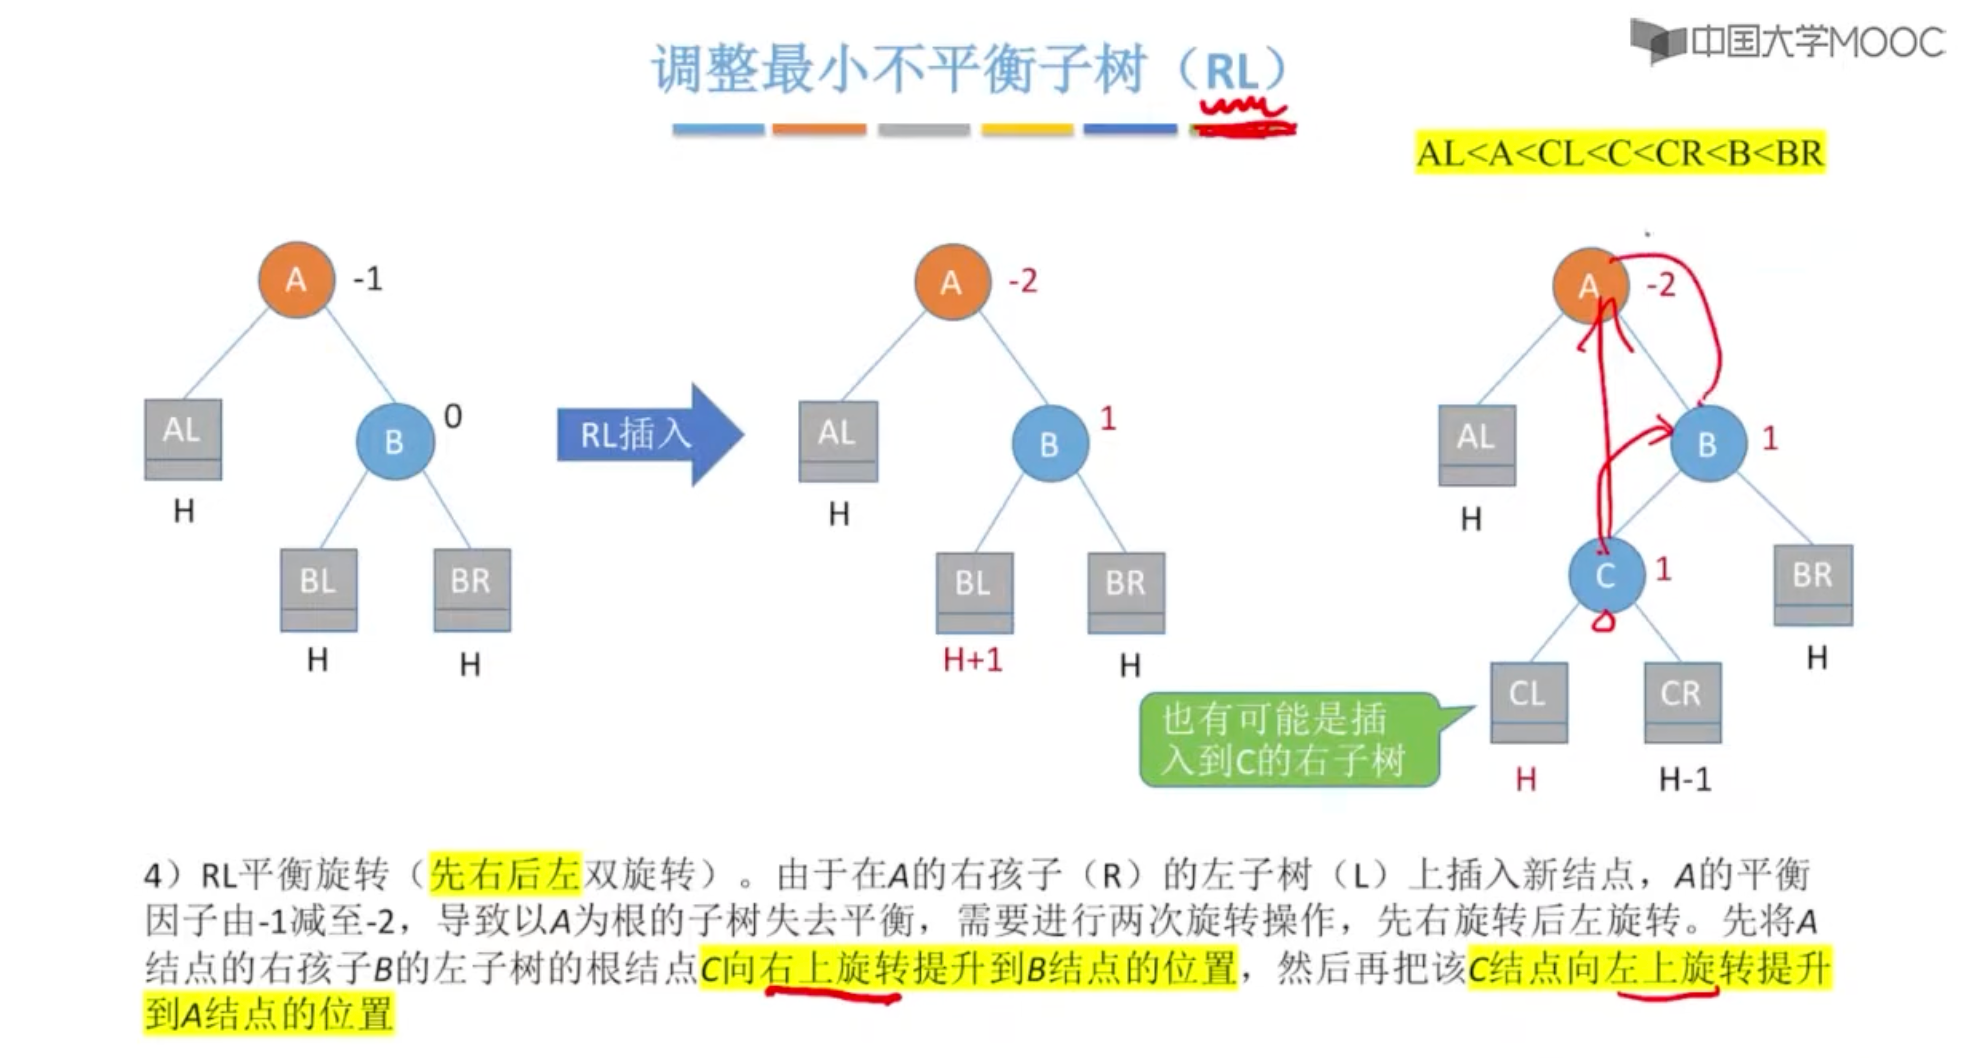 中国大学MOOC
调整最小不平衡子树（RL）
AL<A<CL<C<CR<B<BR
A -1
AL
H
B 0
BL
H
BR
H
RL插入
A -2
AL
H
B 1
BL
H+1
BR
H
A -2
AL
H
B 1
C 1
BR
H
CL
H
CR
H-1
也有可能是插
入到C的右子树
4）RL平衡旋转（先右后左双旋转）。由于在A的右孩子（R）的左子树（L）上插入新结点，A的平衡
因子由-1减至-2，导致以A为根的子树失去平衡，需要进行两次旋转操作，先右旋转后左旋转。先将A
结点的右孩子B的左子树的根结点C向右上旋转提升到B结点的位置，然后再把该C结点向左上旋转提升
到A结点的位置